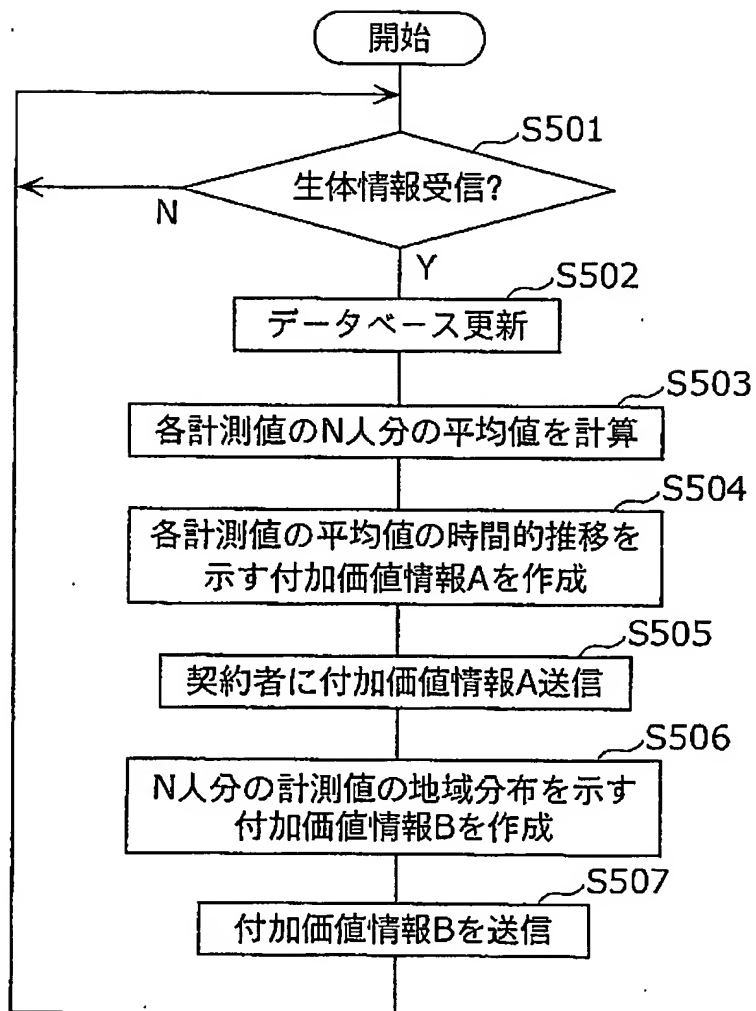 開始
S501
生体情報受信?
N
Y
S502
データベース更新
S503
各計測値のN人分の平均値を計算
S504
各計測値の平均値の時間的推移を
示す付加価値情報Aを作成
S505
契約者に付加価値情報A送信
S506
N人分の計測値の地域分布を示す
付加価値情報Bを作成
S507
付加価値情報Bを送信